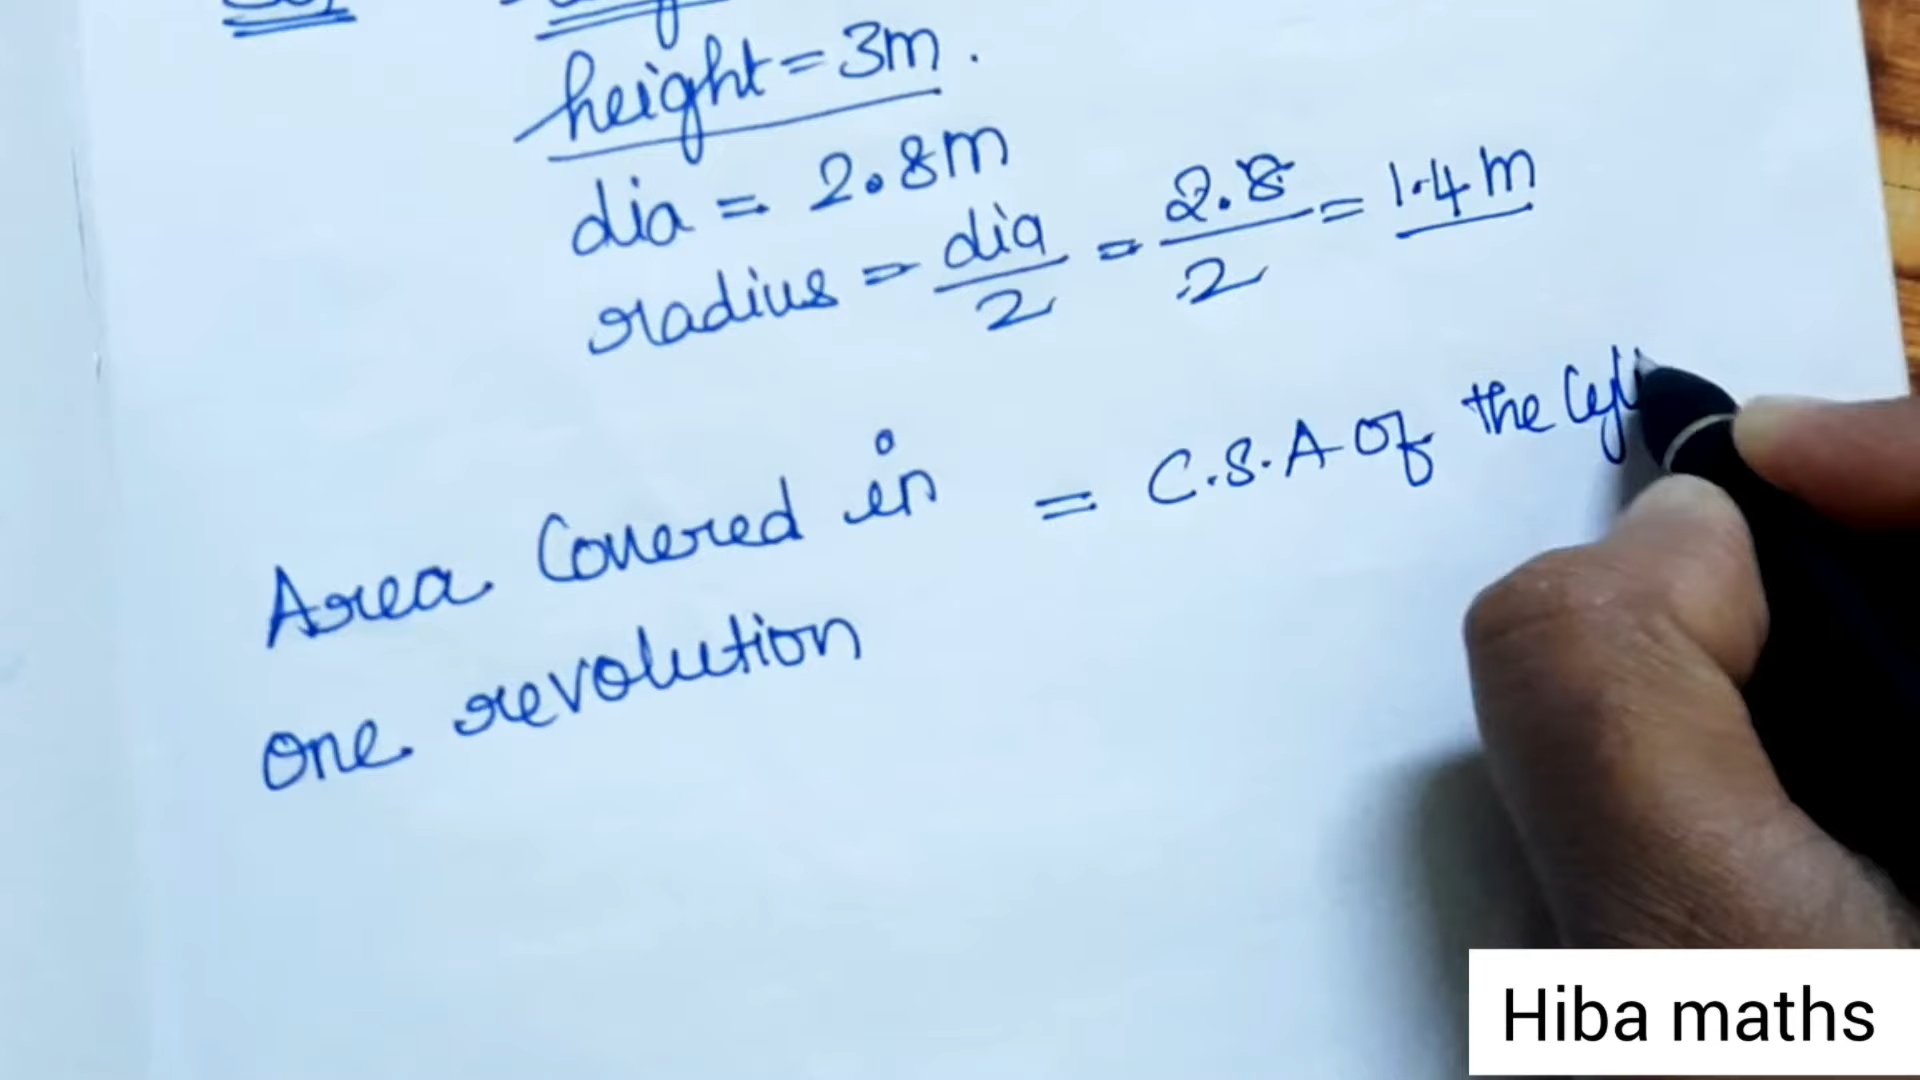 height = 3m.
dia = 2.8m
radius = dia/2 = 2.8/2 = 1.4 m
Area Covered in = C.S.A Of the
one revolution
Hiba maths